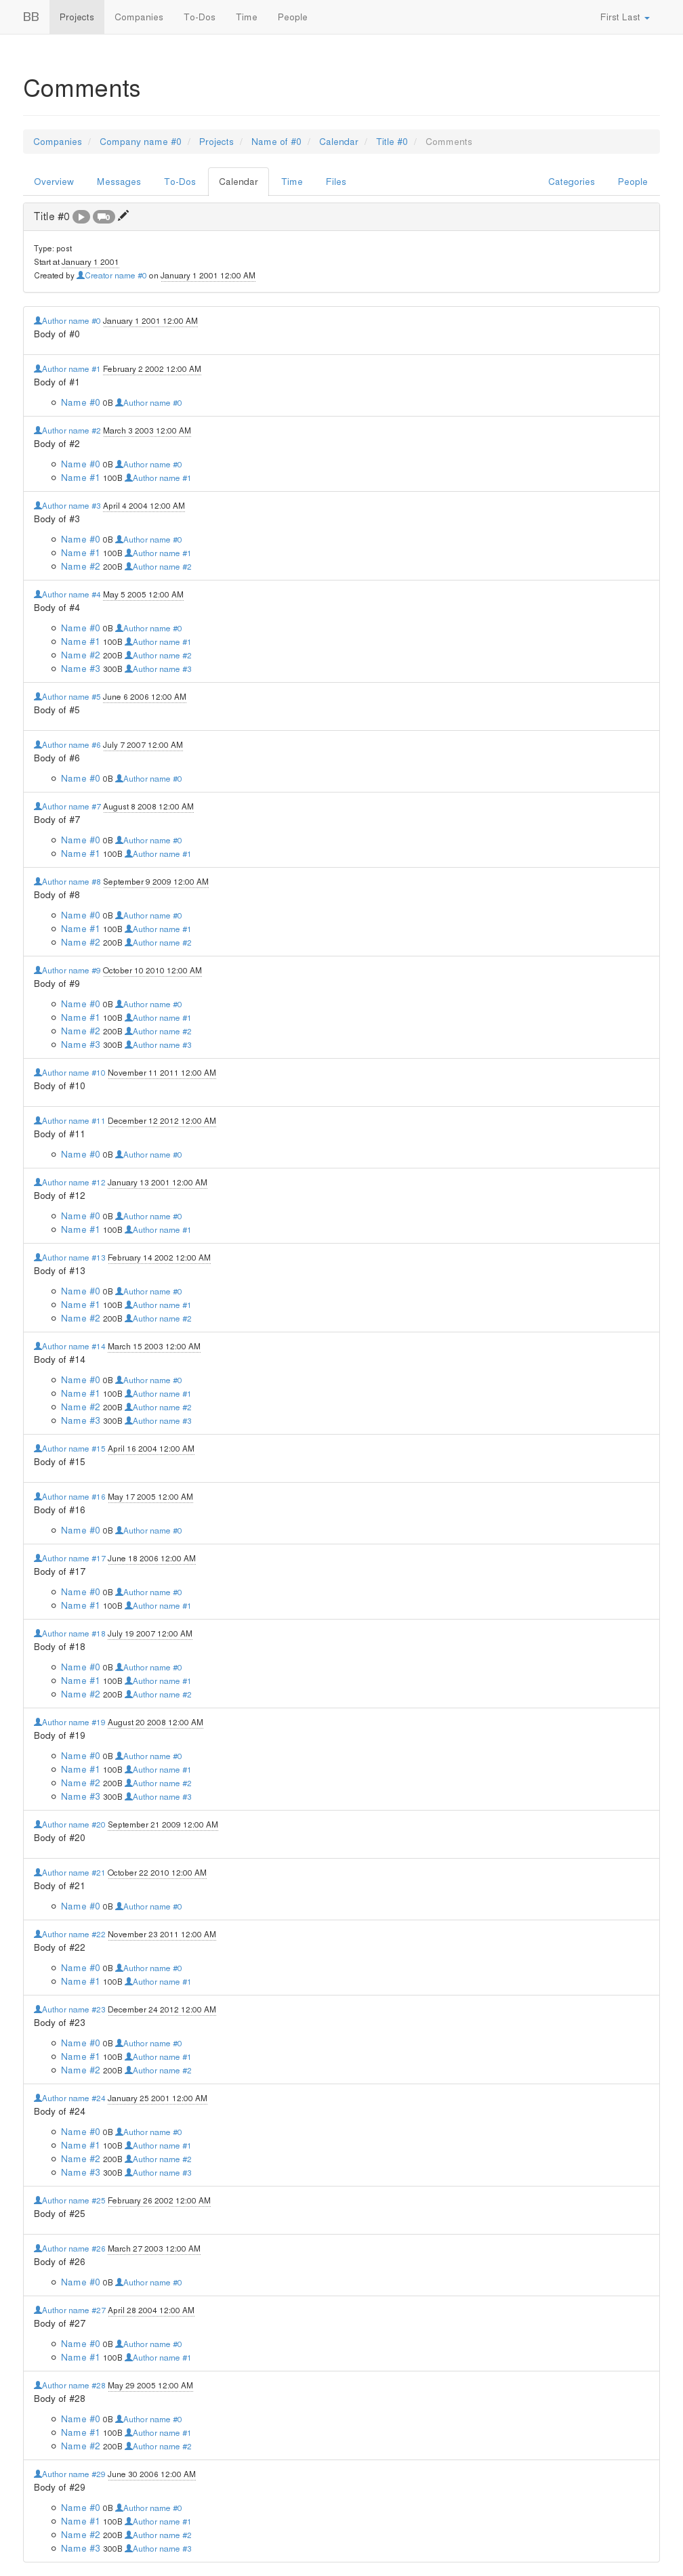 BB Projects Companies To-Dos Time People First Last
Comments
Companies / Company name #0 / Projects / Name of #0 / Calendar / Title #0 / Comments
Overview Messages To-Dos Calendar Time Files Categories People
Title #0 0
Type: post
Start at January 1 2001
Created by Creator name #0 on January 1 2001 12:00 AM
Author name #0 January 1 2001 12:00 AM
Body of #0
Author name #1 February 2 2002 12:00 AM
Body of #1
Name #0 0B Author name #0
Author name #2 March 3 2003 12:00 AM
Body of #2
Name #0 0B Author name #0
Name #1 100B Author name #1
Author name #3 April 4 2004 12:00 AM
Body of #3
Name #0 0B Author name #0
Name #1 100B Author name #1
Name #2 200B Author name #2
Author name #4 May 5 2005 12:00 AM
Body of #4
Name #0 0B Author name #0
Name #1 100B Author name #1
Name #2 200B Author name #2
Name #3 300B Author name #3
Author name #5 June 6 2006 12:00 AM
Body of #5
Author name #6 July 7 2007 12:00 AM
Body of #6
Name #0 0B Author name #0
Author name #7 August 8 2008 12:00 AM
Body of #7
Name #0 0B Author name #0
Name #1 100B Author name #1
Author name #8 September 9 2009 12:00 AM
Body of #8
Name #0 0B Author name #0
Name #1 100B Author name #1
Name #2 200B Author name #2
Author name #9 October 10 2010 12:00 AM
Body of #9
Name #0 0B Author name #0
Name #1 100B Author name #1
Name #2 200B Author name #2
Name #3 300B Author name #3
Author name #10 November 11 2011 12:00 AM
Body of #10
Author name #11 December 12 2012 12:00 AM
Body of #11
Name #0 0B Author name #0
Author name #12 January 13 2001 12:00 AM
Body of #12
Name #0 0B Author name #0
Name #1 100B Author name #1
Author name #13 February 14 2002 12:00 AM
Body of #13
Name #0 0B Author name #0
Name #1 100B Author name #1
Name #2 200B Author name #2
Author name #14 March 15 2003 12:00 AM
Body of #14
Name #0 0B Author name #0
Name #1 100B Author name #1
Name #2 200B Author name #2
Name #3 300B Author name #3
Author name #15 April 16 2004 12:00 AM
Body of #15
Author name #16 May 17 2005 12:00 AM
Body of #16
Name #0 0B Author name #0
Author name #17 June 18 2006 12:00 AM
Body of #17
Name #0 0B Author name #0
Name #1 100B Author name #1
Author name #18 July 19 2007 12:00 AM
Body of #18
Name #0 0B Author name #0
Name #1 100B Author name #1
Name #2 200B Author name #2
Author name #19 August 20 2008 12:00 AM
Body of #19
Name #0 0B Author name #0
Name #1 100B Author name #1
Name #2 200B Author name #2
Name #3 300B Author name #3
Author name #20 September 21 2009 12:00 AM
Body of #20
Author name #21 October 22 2010 12:00 AM
Body of #21
Name #0 0B Author name #0
Author name #22 November 23 2011 12:00 AM
Body of #22
Name #0 0B Author name #0
Name #1 100B Author name #1
Author name #23 December 24 2012 12:00 AM
Body of #23
Name #0 0B Author name #0
Name #1 100B Author name #1
Name #2 200B Author name #2
Author name #24 January 25 2001 12:00 AM
Body of #24
Name #0 0B Author name #0
Name #1 100B Author name #1
Name #2 200B Author name #2
Name #3 300B Author name #3
Author name #25 February 26 2002 12:00 AM
Body of #25
Author name #26 March 27 2003 12:00 AM
Body of #26
Name #0 0B Author name #0
Author name #27 April 28 2004 12:00 AM
Body of #27
Name #0 0B Author name #0
Name #1 100B Author name #1
Author name #28 May 29 2005 12:00 AM
Body of #28
Name #0 0B Author name #0
Name #1 100B Author name #1
Name #2 200B Author name #2
Author name #29 June 30 2006 12:00 AM
Body of #29
Name #0 0B Author name #0
Name #1 100B Author name #1
Name #2 200B Author name #2
Name #3 300B Author name #3